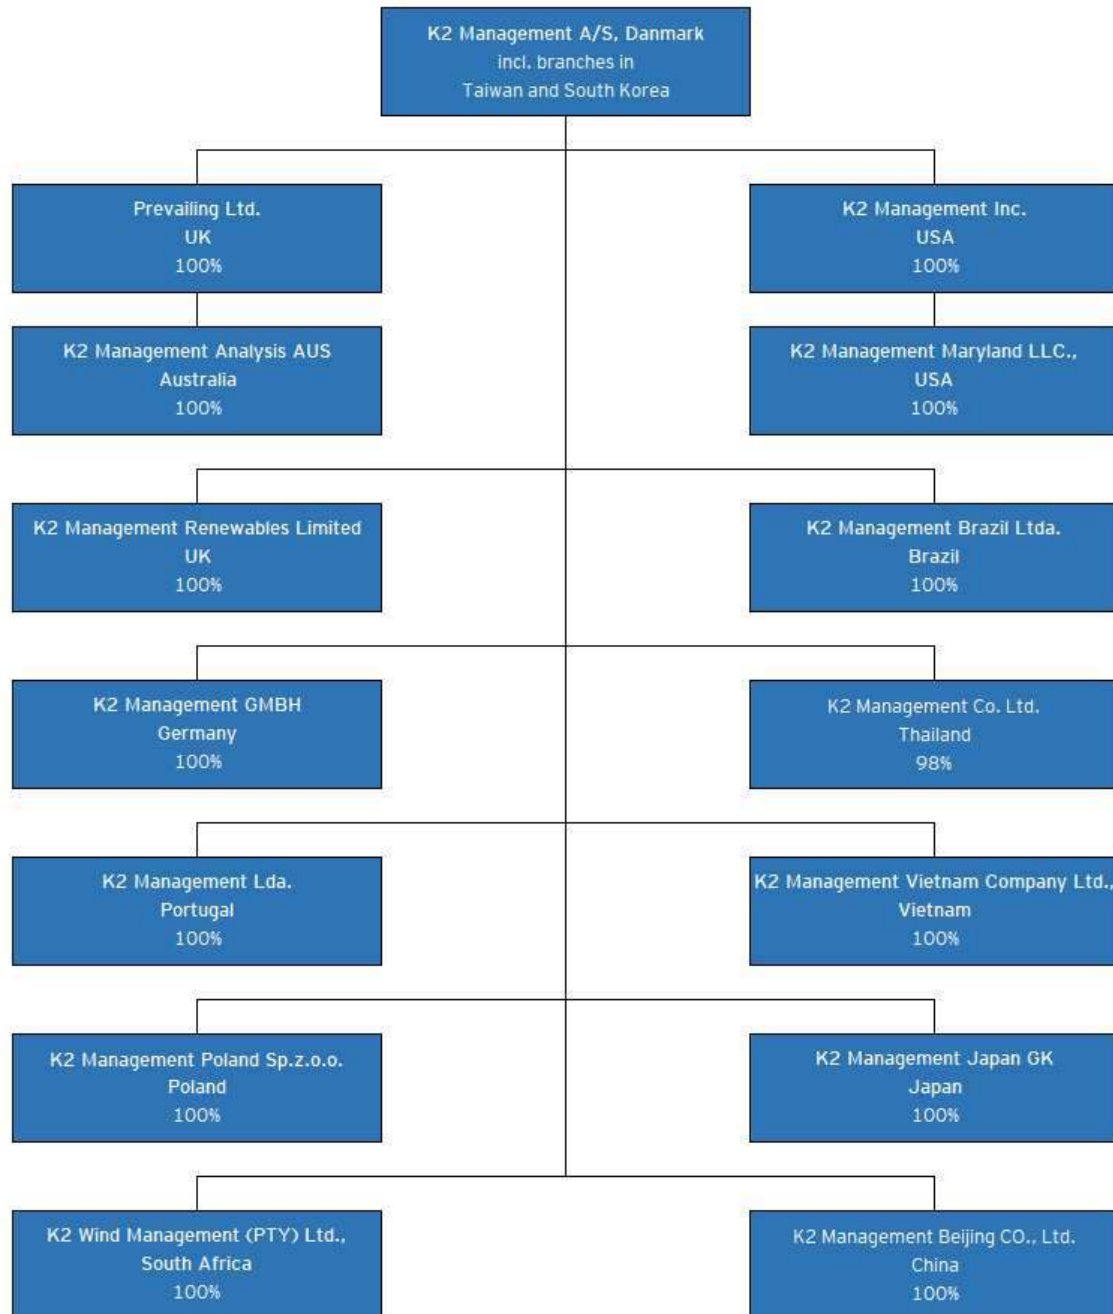 K2 Management A/S, Danmark
incl. branches in
Taiwan and South Korea
Prevailing Ltd.
UK
100%
K2 Management Inc.
USA
100%
K2 Management Analysis AUS
Australia
100%
K2 Management Maryland LLC.,
USA
100%
K2 Management Renewables Limited
UK
100%
K2 Management Brazil Ltda.
Brazil
100%
K2 Management GMBH
Germany
100%
K2 Management Co. Ltd.
Thailand
98%
K2 Management Lda.
Portugal
100%
K2 Management Vietnam Company Ltd.,
Vietnam
100%
K2 Management Poland Sp.z.o.o.
Poland
100%
K2 Management Japan GK
Japan
100%
K2 Wind Management (PTY) Ltd.,
South Africa
100%
K2 Management Beijing CO., Ltd.
China
100%